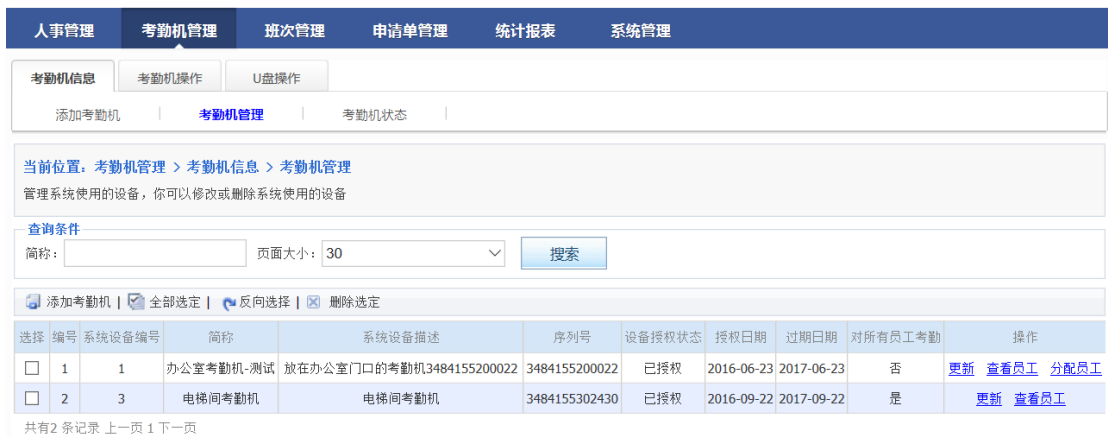 人事管理 考勤机管理 班次管理 申请单管理 统计报表 系统管理
考勤机信息 考勤机操作 U盘操作
添加考勤机 考勤机管理 考勤机状态
当前位置：考勤机管理 > 考勤机信息 > 考勤机管理
管理系统使用的设备，你可以修改或删除系统使用的设备
查询条件
简称： 页面大小： 30 搜索
添加考勤机 | 全部选定 | 反向选择 | 删除选定
选择 编号 系统设备编号 简称 系统设备描述 序列号 设备授权状态 授权日期 过期日期 对所有员工考勤 操作
1 1 办公室考勤机-测试 放在办公室门口的考勤机3484155200022 3484155200022 已授权 2016-06-23 2017-06-23 否 更新 查看员工 分配员工
2 3 电梯间考勤机 电梯间考勤机 3484155302430 已授权 2016-09-22 2017-09-22 是 更新 查看员工
共有2 条记录 上一页 1 下一页